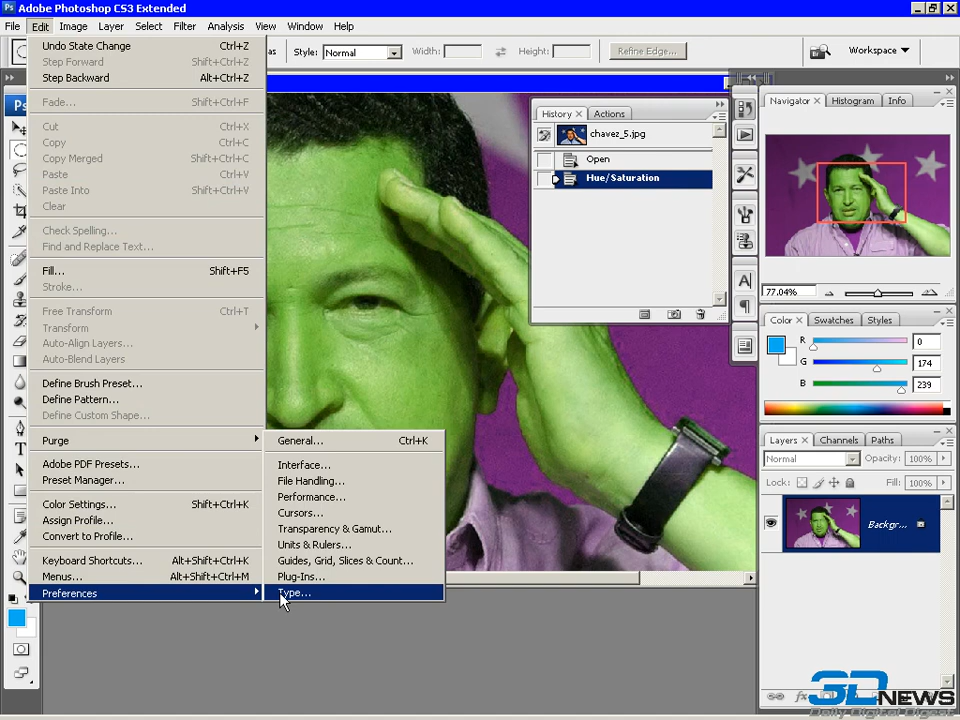 Ps Adobe Photoshop CS3 Extended
File Edit Image Layer Select Filter Analysis View Window Help
Style: Normal Width: Height: Refine Edge... Workspace
Undo State Change Ctrl+Z
Step Forward Shift+Ctrl+Z
Step Backward Alt+Ctrl+Z
Fade... Shift+Ctrl+F
Cut Ctrl+X
Copy Ctrl+C
Copy Merged Shift+Ctrl+C
Paste Ctrl+V
Paste Into Shift+Ctrl+V
Clear
Check Spelling...
Find and Replace Text...
Fill... Shift+F5
Stroke...
Free Transform Ctrl+T
Transform
Auto-Align Layers...
Auto-Blend Layers
Define Brush Preset...
Define Pattern...
Define Custom Shape...
Purge
Adobe PDF Presets...
Preset Manager...
Color Settings... Shift+Ctrl+K
Assign Profile...
Convert to Profile...
Keyboard Shortcuts... Alt+Shift+Ctrl+K
Menus... Alt+Shift+Ctrl+M
Preferences
General... Ctrl+K
Interface...
File Handling...
Performance...
Cursors...
Transparency & Gamut...
Units & Rulers...
Guides, Grid, Slices & Count...
Plug-Ins...
Type...
History Actions
chavez_5.jpg
Open
Hue/Saturation
Navigator Histogram Info
77.04%
Color Swatches Styles
R 0
G 174
B 239
Layers Channels Paths
Normal Opacity: 100%
Lock: Fill: 100%
Backgr...
3DNEWS
Daily Digital Digest